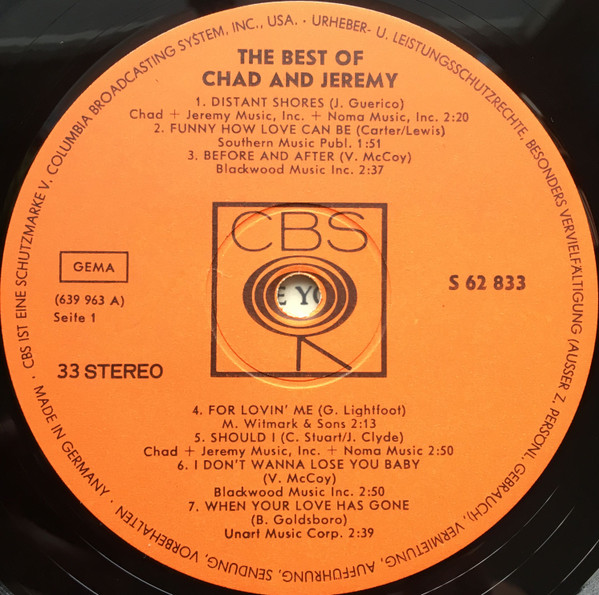 · CBS IST EINE SCHUTZMARKE V. COLUMBIA BROADCASTING SYSTEM, INC., USA. · URHEBER- U. LEISTUNGSSCHUTZRECHTE, BESONDERS VERVIELFÄLTIGUNG (AUSSER Z. PERSÖNL. GEBRAUCH), VERMIETUNG, AUFFÜHRUNG, SENDUNG, VORBEHALTEN · MADE IN GERMANY
THE BEST OF
CHAD AND JEREMY
1. DISTANT SHORES (J. Guerico)
Chad + Jeremy Music, Inc. + Noma Music, Inc. 2:20
2. FUNNY HOW LOVE CAN BE (Carter/Lewis)
Southern Music Publ. 1:51
3. BEFORE AND AFTER (V. McCoy)
Blackwood Music Inc. 2:37
CBS
GEMA
(639 963 A)
Seite 1
S 62 833
33 STEREO
4. FOR LOVIN' ME (G. Lightfoot)
M. Witmark & Sons 2:13
5. SHOULD I (C. Stuart/J. Clyde)
Chad + Jeremy Music, Inc. + Noma Music 2:50
6. I DON'T WANNA LOSE YOU BABY
(V. McCoy)
Blackwood Music Inc. 2:50
7. WHEN YOUR LOVE HAS GONE
(B. Goldsboro)
Unart Music Corp. 2:39